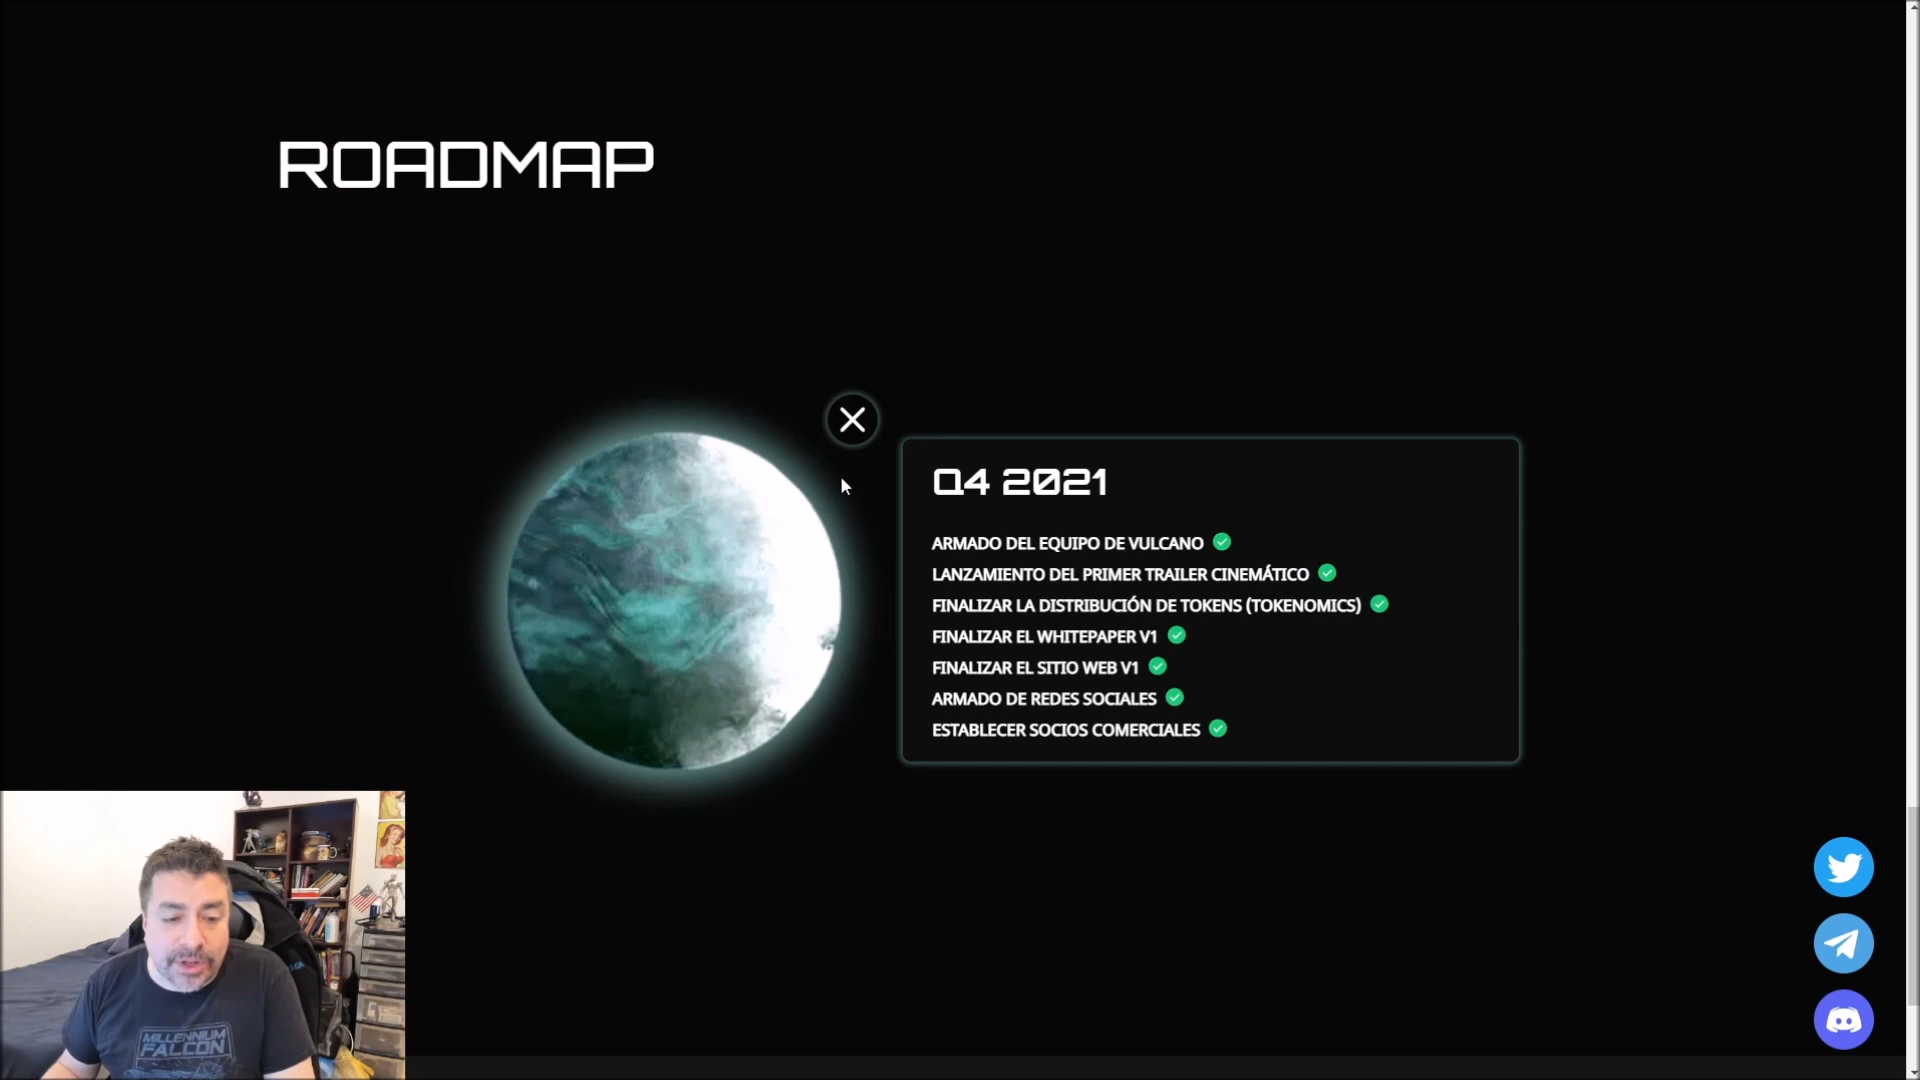 ROADMAP
Q4 2021
ARMADO DEL EQUIPO DE VULCANO
LANZAMIENTO DEL PRIMER TRAILER CINEMÁTICO
FINALIZAR LA DISTRIBUCIÓN DE TOKENS (TOKENOMICS)
FINALIZAR EL WHITEPAPER V1
FINALIZAR EL SITIO WEB V1
ARMADO DE REDES SOCIALES
ESTABLECER SOCIOS COMERCIALES
MILLENNIUM
FALCON